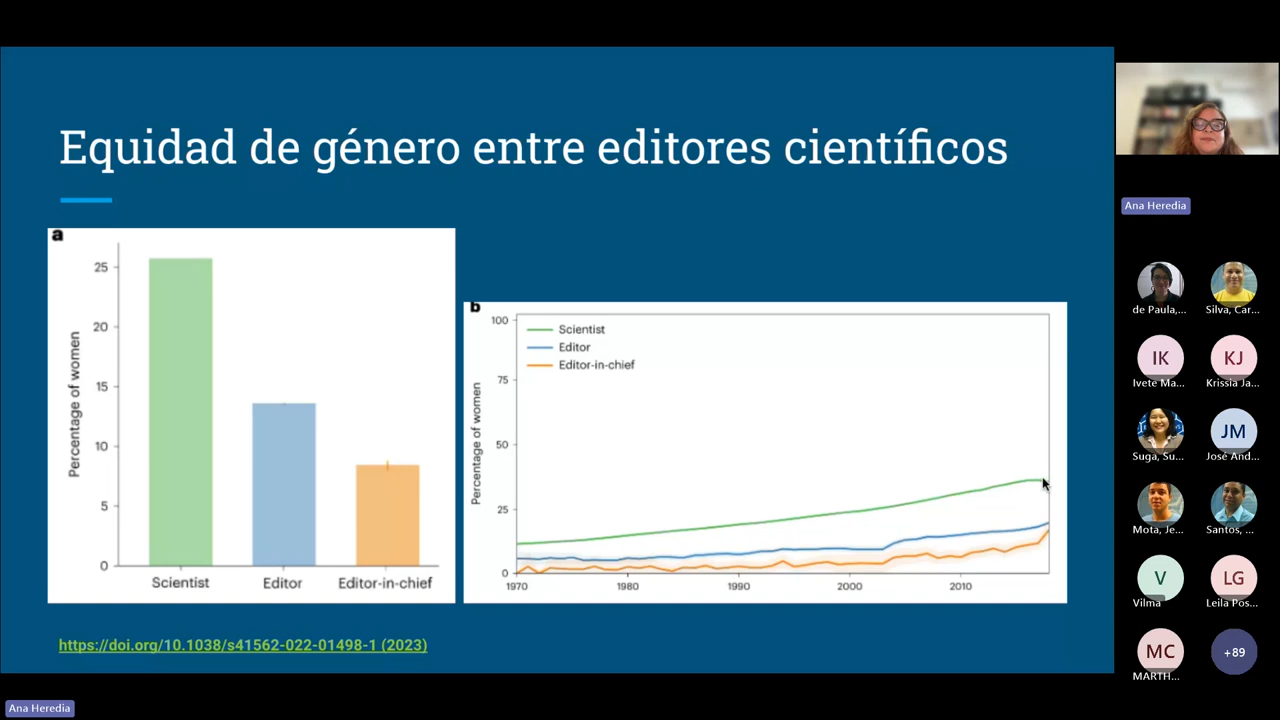 Equidad de género entre editores científicos
a
25
20
15
10
5
0
Percentage of women
Scientist
Editor
Editor-in-chief
b
100
75
50
25
0
Percentage of women
Scientist
Editor
Editor-in-chief
1970
1980
1990
2000
2010
https://doi.org/10.1038/s41562-022-01498-1 (2023)
Ana Heredia
Ana Heredia
de Paula,...
Silva, Car...
IK
KJ
Ivete Ma...
Krissia Ja...
JM
Suga, Su...
José And...
Mota, Je...
Santos, ...
V
LG
Vilma
Leila Pos...
MC
+89
MARTH...